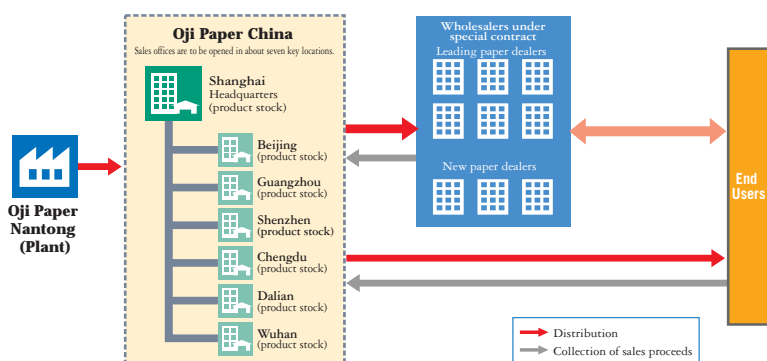 Oji Paper China
Sales offices are to be opened in about seven key locations.
Shanghai
Headquarters
(product stock)
Beijing
(product stock)
Guangzhou
(product stock)
Shenzhen
(product stock)
Chengdu
(product stock)
Dalian
(product stock)
Wuhan
(product stock)
Oji Paper
Nantong
(Plant)
Wholesalers under
special contract
Leading paper dealers
New paper dealers
End
Users
Distribution
Collection of sales proceeds